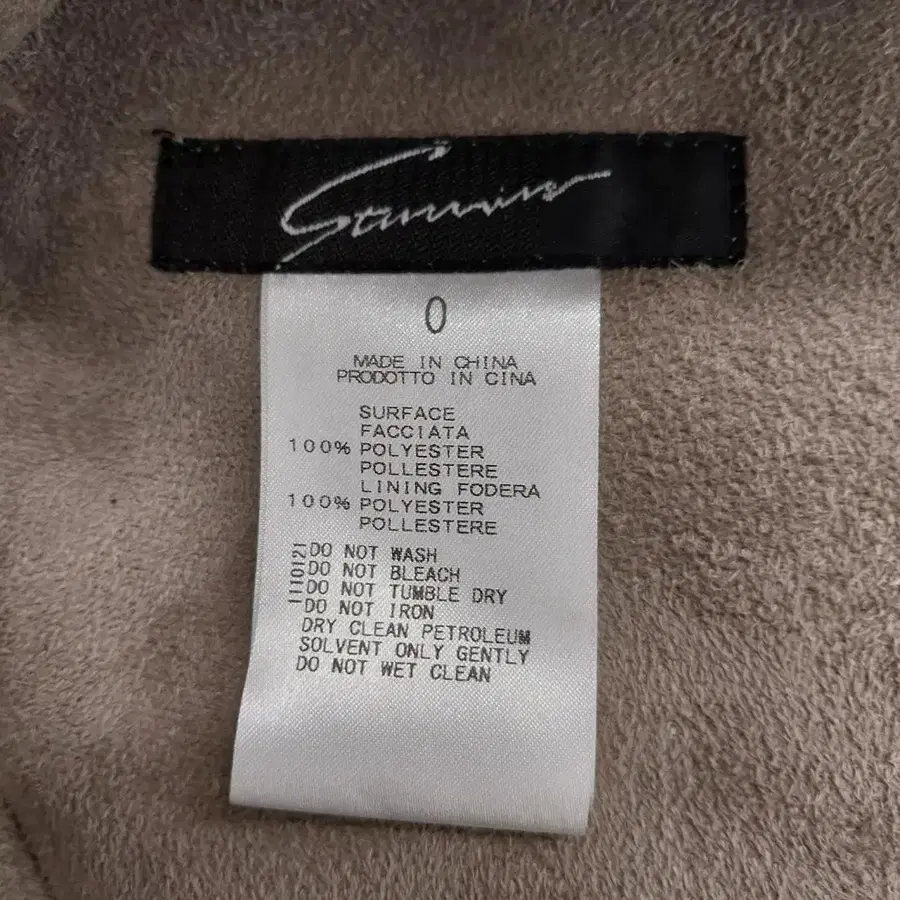 0
MADE IN CHINA
PRODOTTO IN CINA
SURFACE
FACCIATA
100% POLYESTER
POLLESTERE
LINING FODERA
100% POLYESTER
POLLESTERE
1110121
DO NOT WASH
DO NOT BLEACH
DO NOT TUMBLE DRY
DO NOT IRON
DRY CLEAN PETROLEUM
SOLVENT ONLY GENTLY
DO NOT WET CLEAN